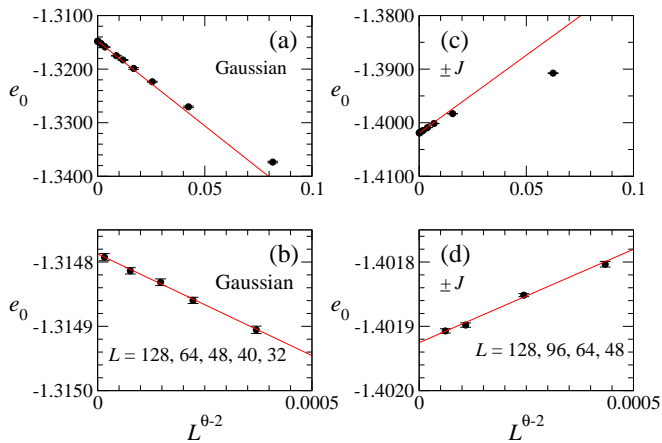 -1.3100
-1.3200
-1.3300
-1.3400
e0
(a)
Gaussian
0
0.05
0.1
-1.3800
-1.3900
-1.4000
-1.4100
e0
(c)
±J
0
0.05
0.1
-1.3148
-1.3149
-1.3150
e0
(b)
Gaussian
L = 128, 64, 48, 40, 32
0
0.0005
L^θ-2
-1.4018
-1.4019
-1.4020
e0
(d)
±J
L = 128, 96, 64, 48
0
0.0005
L^θ-2